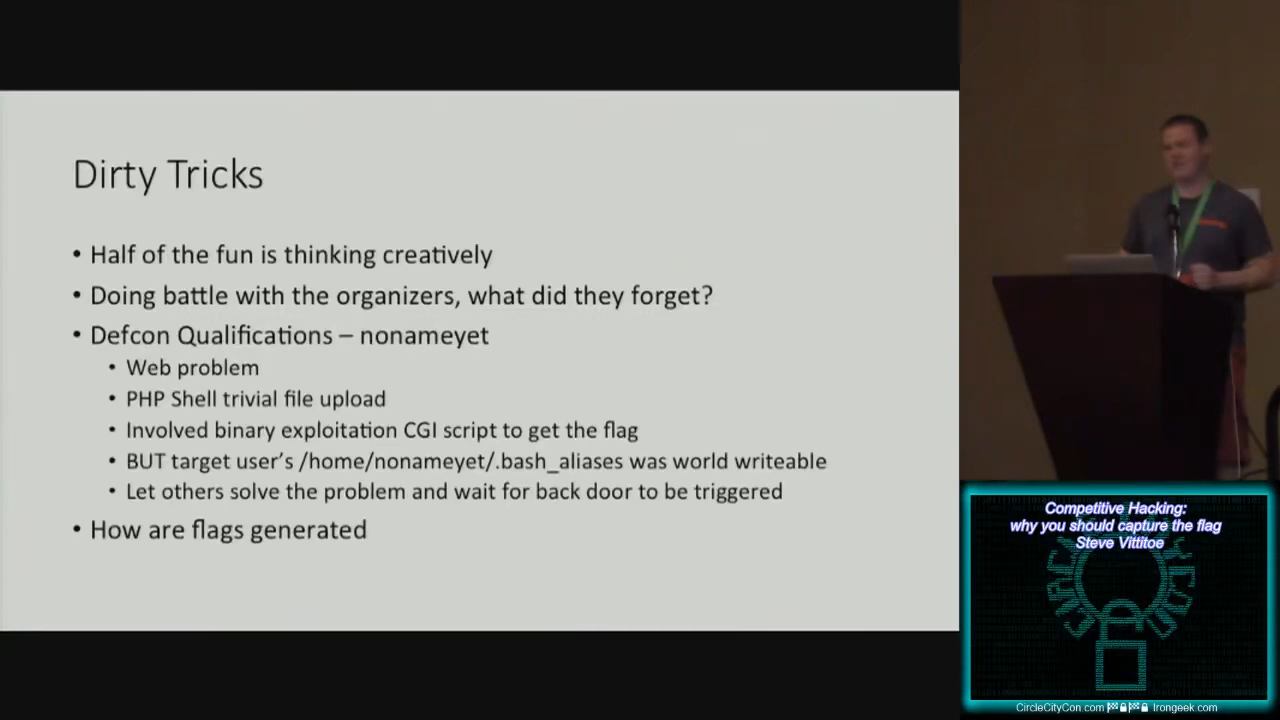 Dirty Tricks
• Half of the fun is thinking creatively
• Doing battle with the organizers, what did they forget?
• Defcon Qualifications – nonameyet
• Web problem
• PHP Shell trivial file upload
• Involved binary exploitation CGI script to get the flag
• BUT target user's /home/nonameyet/.bash_aliases was world writeable
• Let others solve the problem and wait for back door to be triggered
• How are flags generated
Competitive Hacking:
why you should capture the flag
Steve Vittitoe
CircleCityCon.com
Irongeek.com